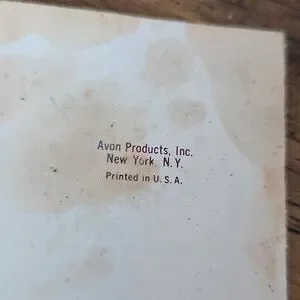 Avon Products, Inc.
New York, N.Y.
Printed in U.S.A.